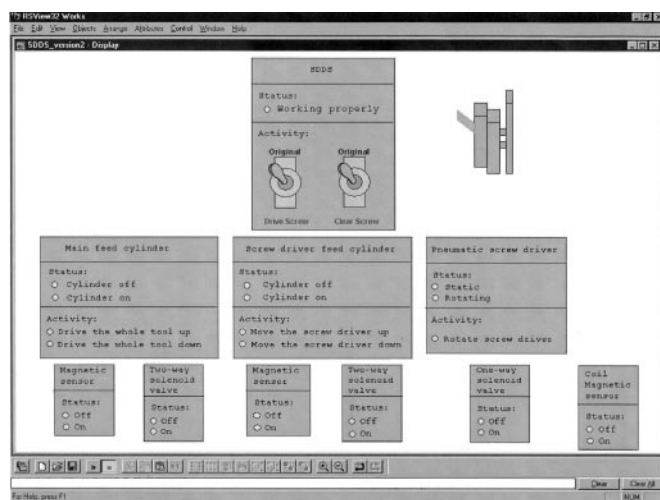 RSView32 Works
File Edit View Objects Arrange Attributes Control Window Help
SDDS_version2 - Display
SDDS
Status:
Working properly
Activity:
Original Original
Drive Screw Clear Screw
Main feed cylinder
Status:
Cylinder off
Cylinder on
Activity:
Drive the whole tool up
Drive the whole tool down
Screw driver feed cylinder
Status:
Cylinder off
Cylinder on
Activity:
Move the screw driver up
Move the screw driver down
Pneumatic screw driver
Status:
Static
Rotating
Activity:
Rotate screw driver
Magnetic
sensor
Status:
Off
On
Two-way
solenoid
valve
Status:
Off
On
Magnetic
sensor
Status:
Off
On
Two-way
solenoid
valve
Status:
Off
On
One-way
solenoid
valve
Status:
Off
On
Coil
Magnetic
sensor
Status:
Off
On
Clear Clear All
For Help, press F1
NUM